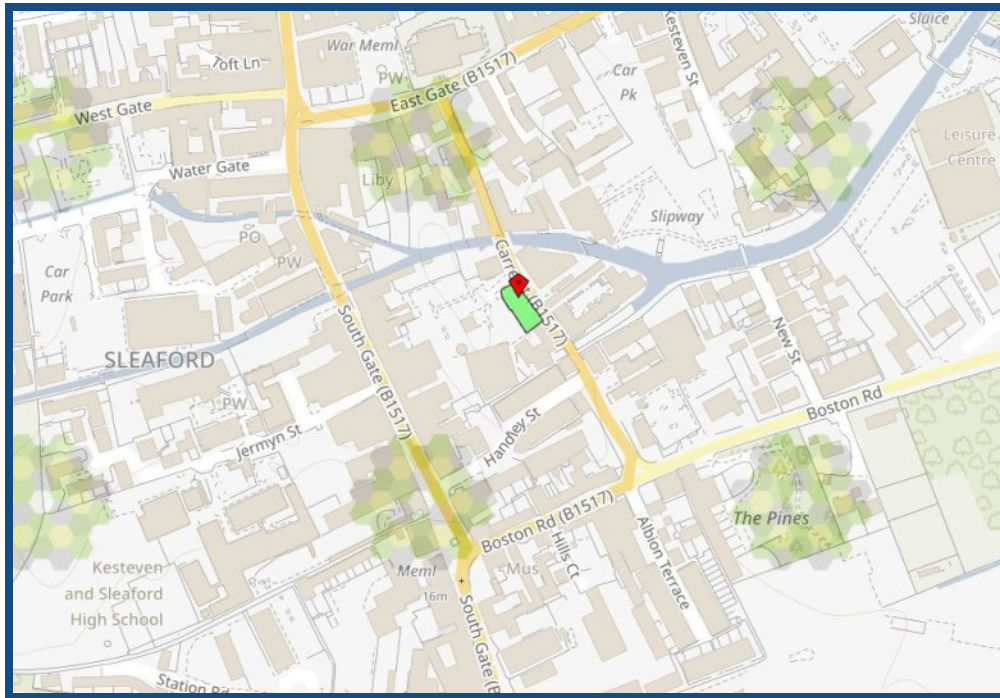 Slaice
Toft Ln
War Meml
PW
Car
Pk
Kesteven St
East Gate (B1517)
West Gate
Water Gate
Liby
Leisure
Centre
Slipway
PO
PW
Car
Park
(B1517)
South Gate (B1517)
New St
SLEAFORD
PW
Boston Rd
Jermyn St
Handley St
The Pines
Boston Rd (B1517)
Albion Terrace
Hills Ct
Meml
Mus
16m
Kesteven
and Sleaford
High School
South Gate
Station